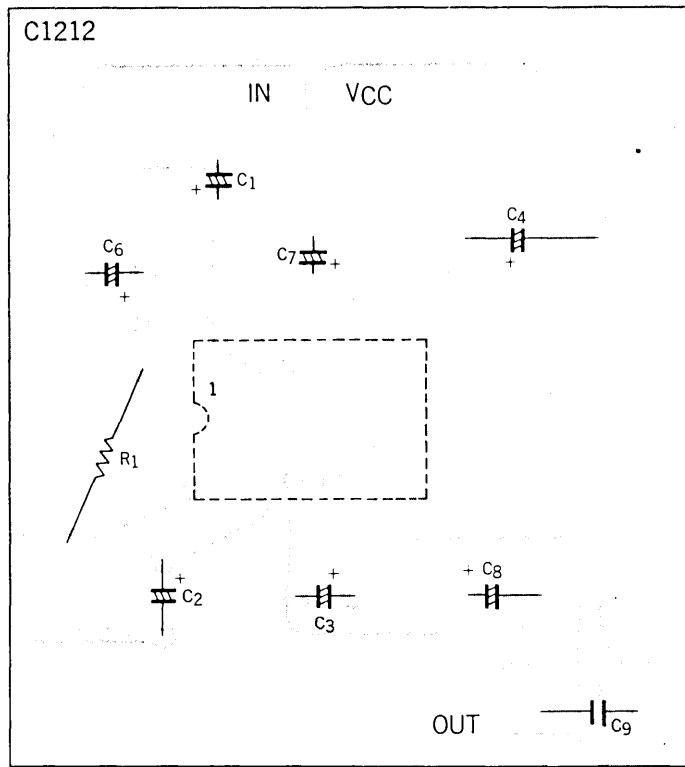 C1212
IN VCC
+ C1
C4
C6
C7 +
+
+
1
R1
+ + + C8
C2
C3
OUT
C9